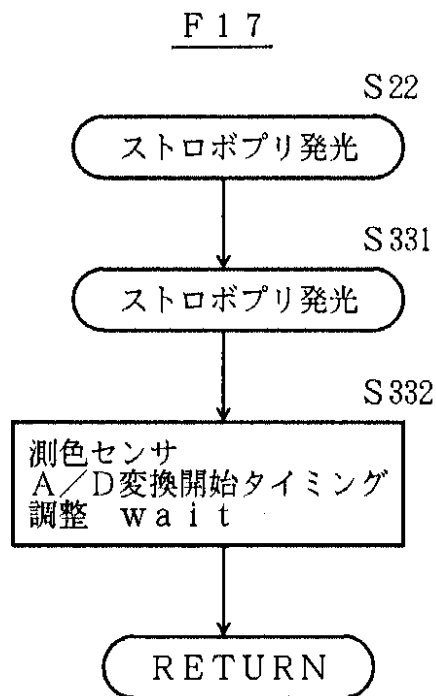 F17
S22
ストロボプリ発光
S331
ストロボプリ発光
S332
測色センサ
A/D変換開始タイミング
調整 wait
RETURN